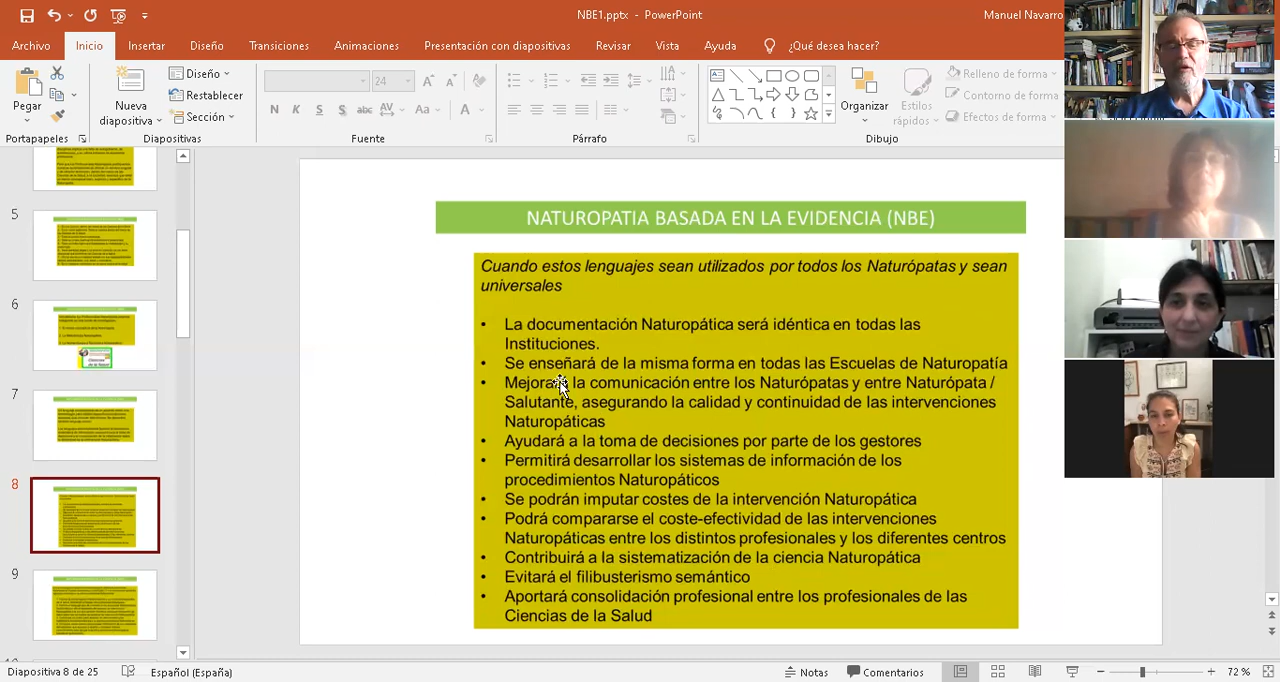 NBE1.pptx - PowerPoint
Manuel Navarro
Archivo
Inicio
Insertar
Diseño
Transiciones
Animaciones
Presentación con diapositivas
Revisar
Vista
Ayuda
¿Qué desea hacer?
Pegar
Nueva
diapositiva
Diseño
Restablecer
Sección
24
N K S S abc AV Aa A
Organizar
Estilos
rápidos
Relleno de forma
Contorno de forma
Efectos de forma
Portapapeles
Diapositivas
Fuente
Párrafo
Dibujo
5
6
7
8
9
NATUROPATIA BASADA EN LA EVIDENCIA (NBE)
Cuando estos lenguajes sean utilizados por todos los Naturópatas y sean
universales
• La documentación Naturopática será idéntica en todas las
Instituciones.
• Se enseñará de la misma forma en todas las Escuelas de Naturopatía
• Mejorará la comunicación entre los Naturópatas y entre Naturópata /
Salutante, asegurando la calidad y continuidad de las intervenciones
Naturopáticas
• Ayudará a la toma de decisiones por parte de los gestores
• Permitirá desarrollar los sistemas de información de los
procedimientos Naturopáticos
• Se podrán imputar costes de la intervención Naturopática
• Podrá compararse el coste-efectividad de las intervenciones
Naturopáticas entre los distintos profesionales y los diferentes centros
• Contribuirá a la sistematización de la ciencia Naturopática
• Evitará el filibusterismo semántico
• Aportará consolidación profesional entre los profesionales de las
Ciencias de la Salud
Diapositiva 8 de 25
Español (España)
Notas
Comentarios
72 %